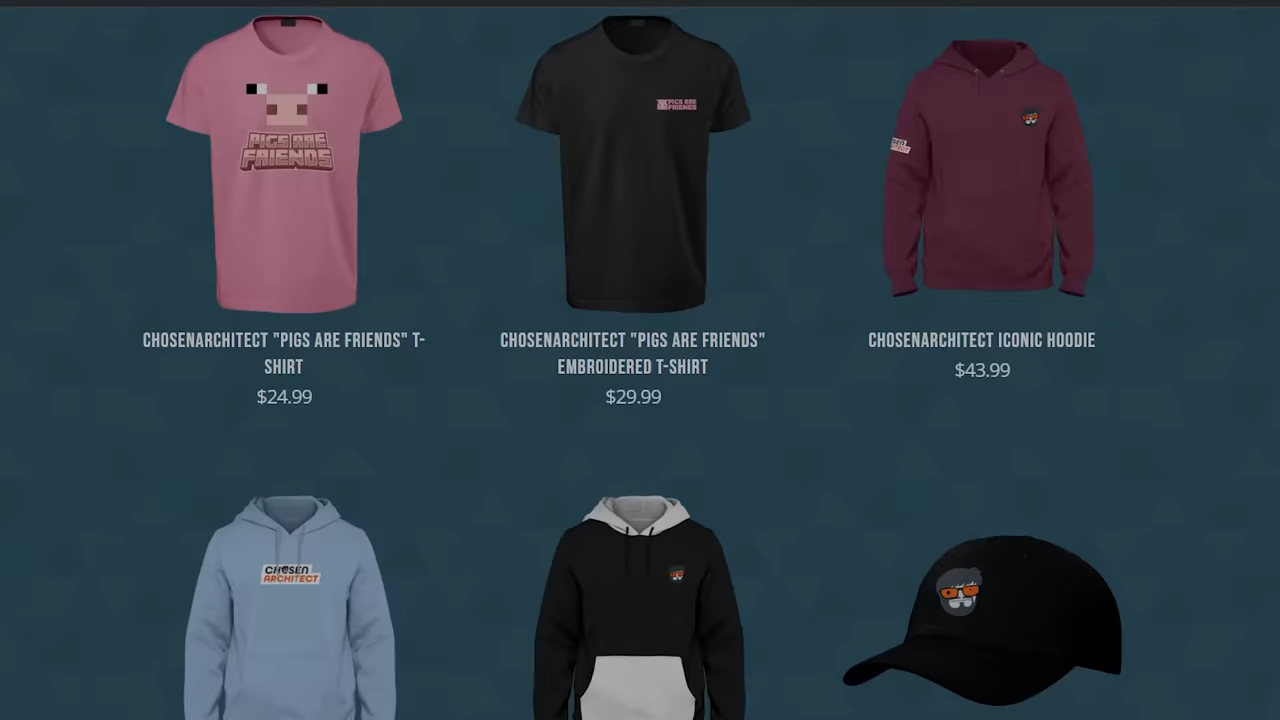 PIGS ARE
FRIENDS
PIGS ARE
FRIENDS
CHOSENARCHITECT "PIGS ARE FRIENDS" T-
SHIRT
$24.99
CHOSENARCHITECT "PIGS ARE FRIENDS"
EMBROIDERED T-SHIRT
$29.99
CHOSENARCHITECT ICONIC HOODIE
$43.99
CHOSEN
ARCHITECT